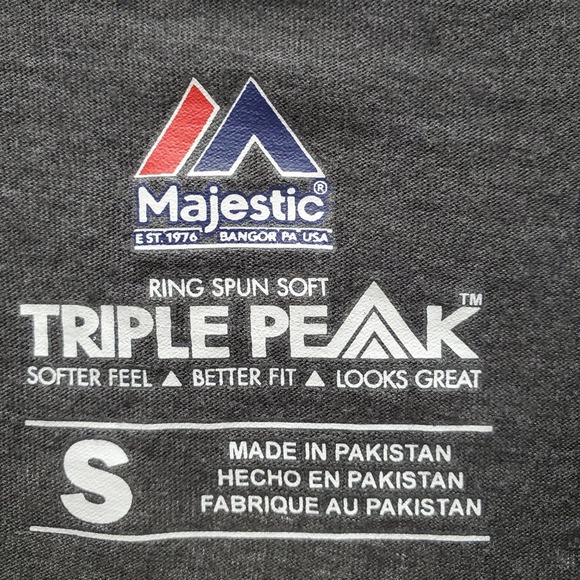 Majestic®
EST. 1976 BANGOR, PA USA
RING SPUN SOFT
TRIPLE PEAK™
SOFTER FEEL ▲ BETTER FIT ▲ LOOKS GREAT
S
MADE IN PAKISTAN
HECHO EN PAKISTAN
FABRIQUE AU PAKISTAN